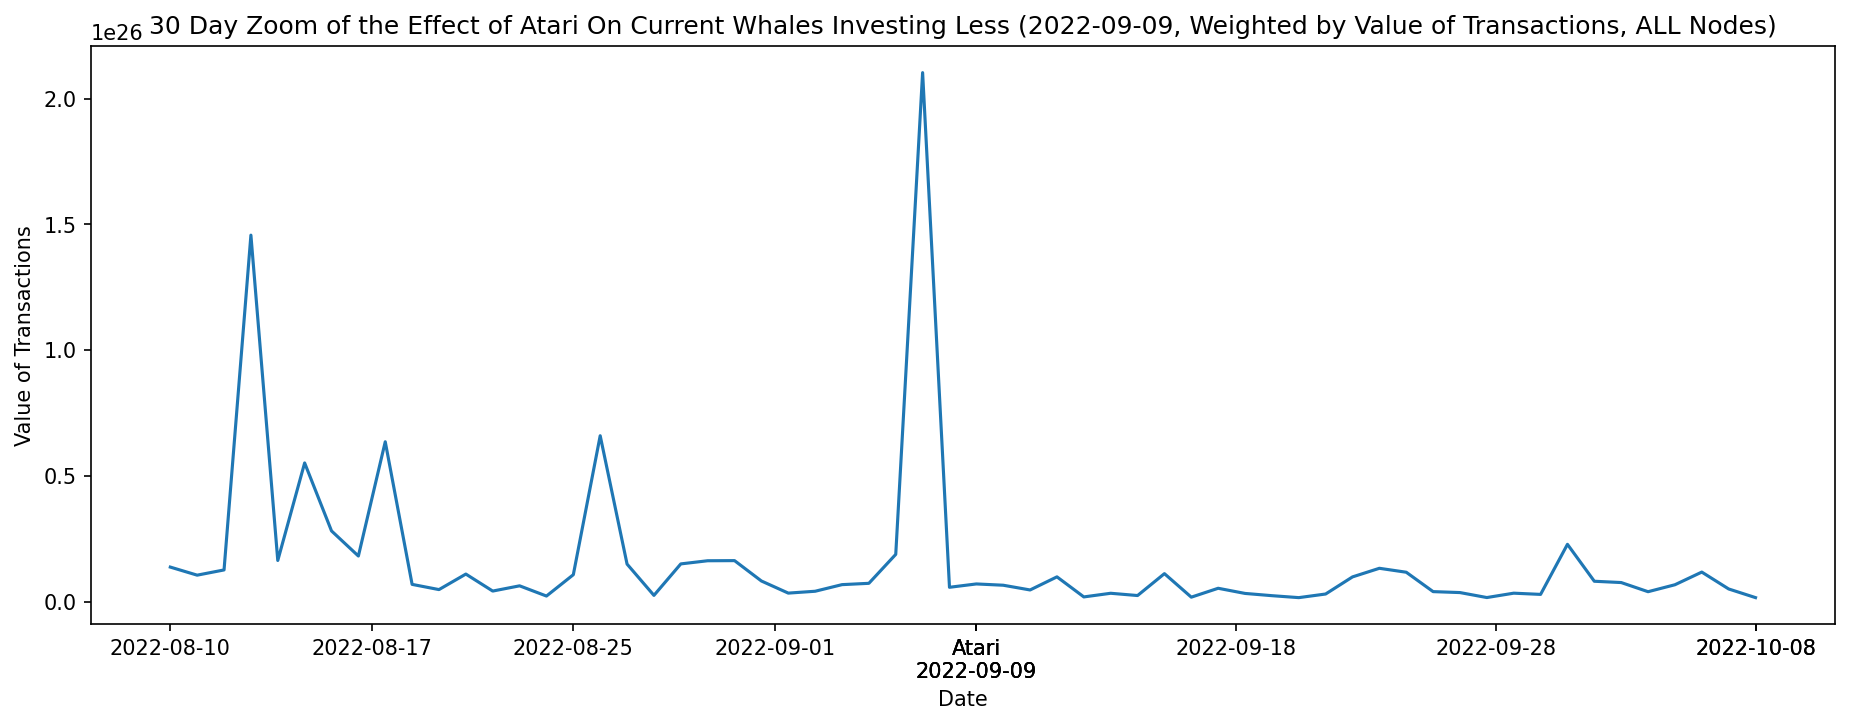 30 Day Zoom of the Effect of Atari On Current Whales Investing Less (2022-09-09, Weighted by Value of Transactions, ALL Nodes)
1e26
2.0
1.5
1.0
0.5
0.0
Value of Transactions
2022-08-10 2022-08-17 2022-08-25 2022-09-01 Atari 2022-09-18 2022-09-28 2022-10-08
2022-09-09
Date